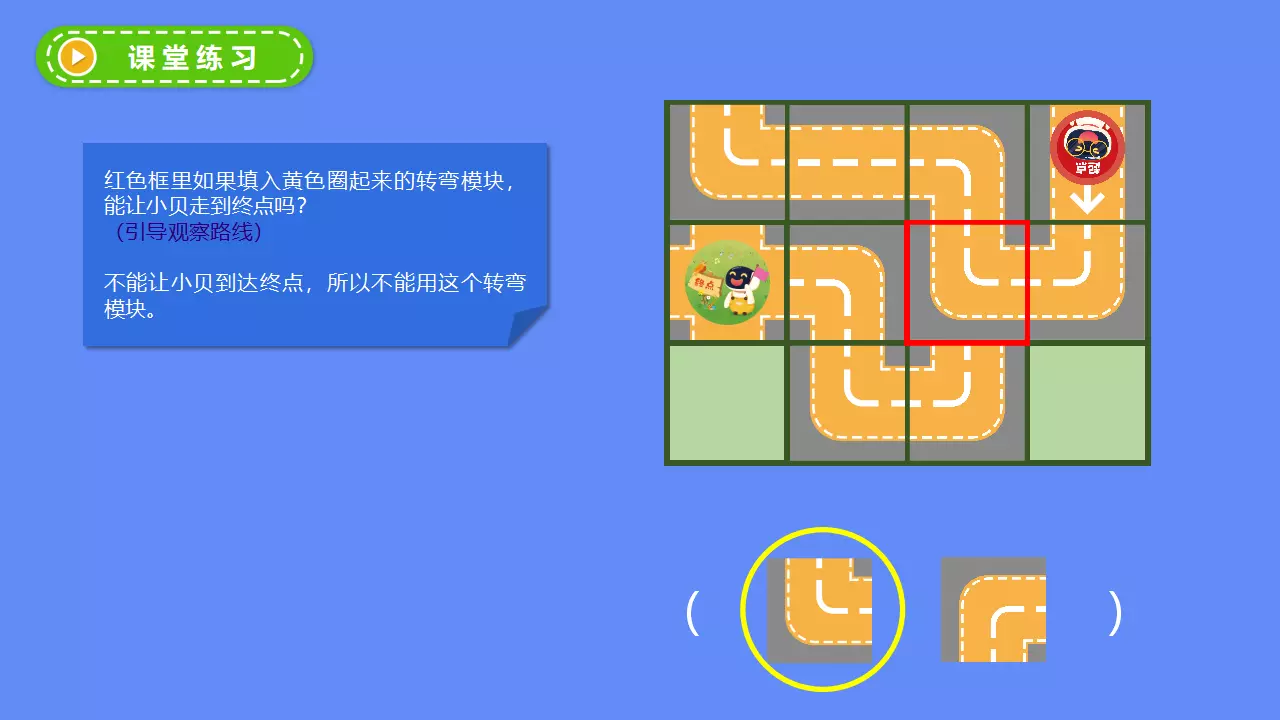 课堂练习
红色框里如果填入黄色圈起来的转弯模块，
能让小贝走到终点吗?
（引导观察路线）
不能让小贝到达终点，所以不能用这个转弯
模块。
终点
( )